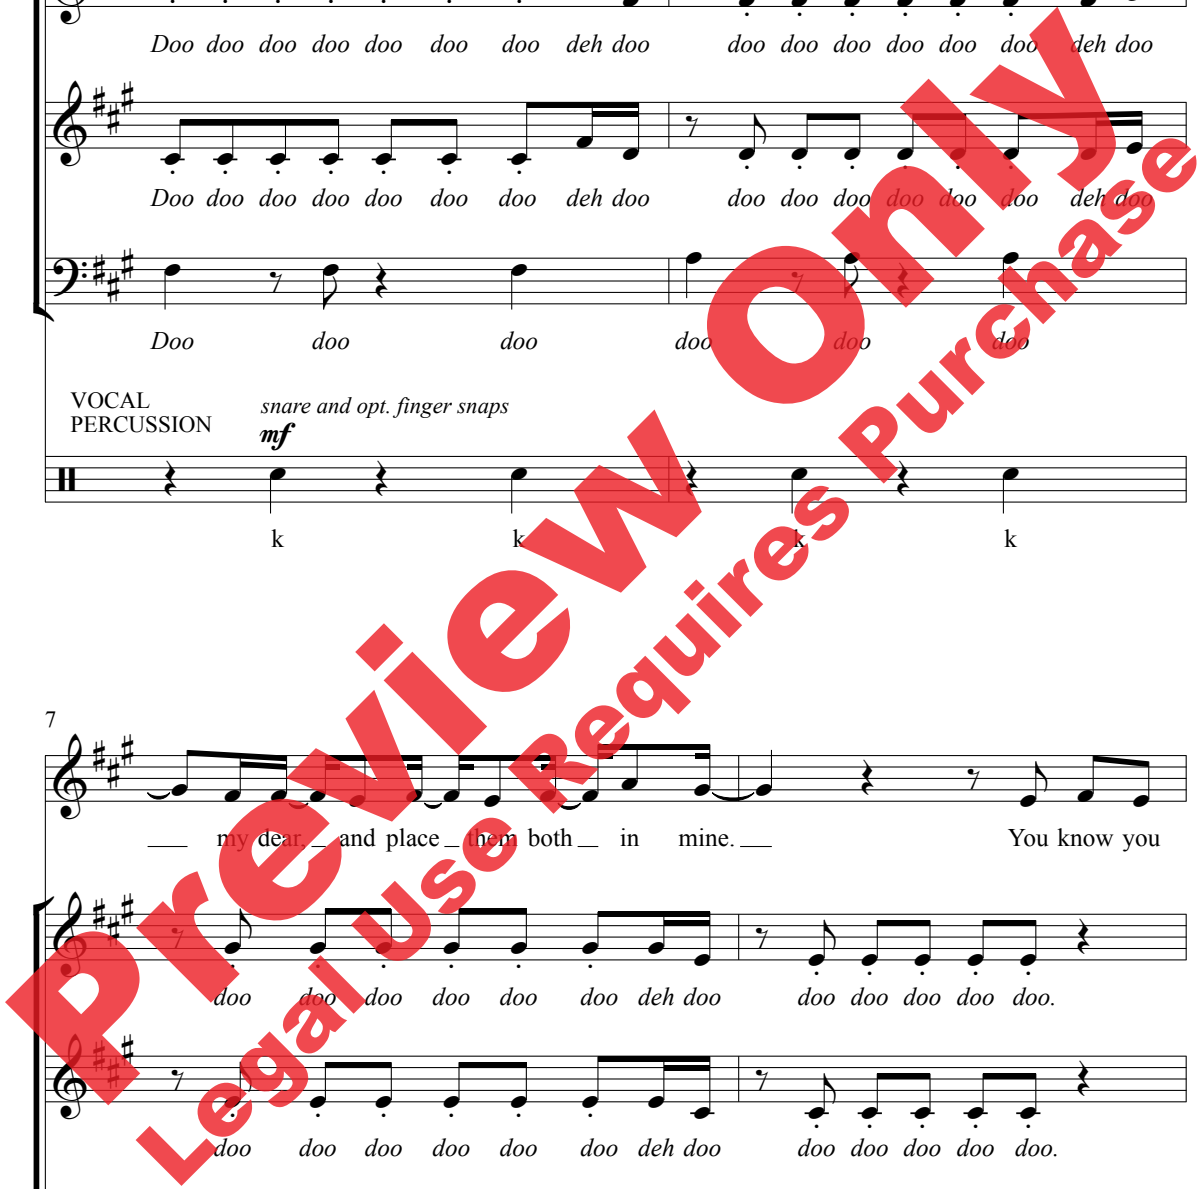 Doo doo doo doo doo doo doo deh doo doo doo doo doo doo doo deh doo
Doo doo doo doo doo doo doo deh doo doo doo doo doo doo doo deh doo
Doo doo doo doo doo doo
VOCAL
PERCUSSION
snare and opt. finger snaps
mf
k k k k
7
my dear, and place them both in mine. You know you
doo doo doo doo doo doo deh doo doo doo doo doo doo.
doo doo doo doo doo doo deh doo doo doo doo doo doo.
Preview Only
Legal Use Requires Purchase